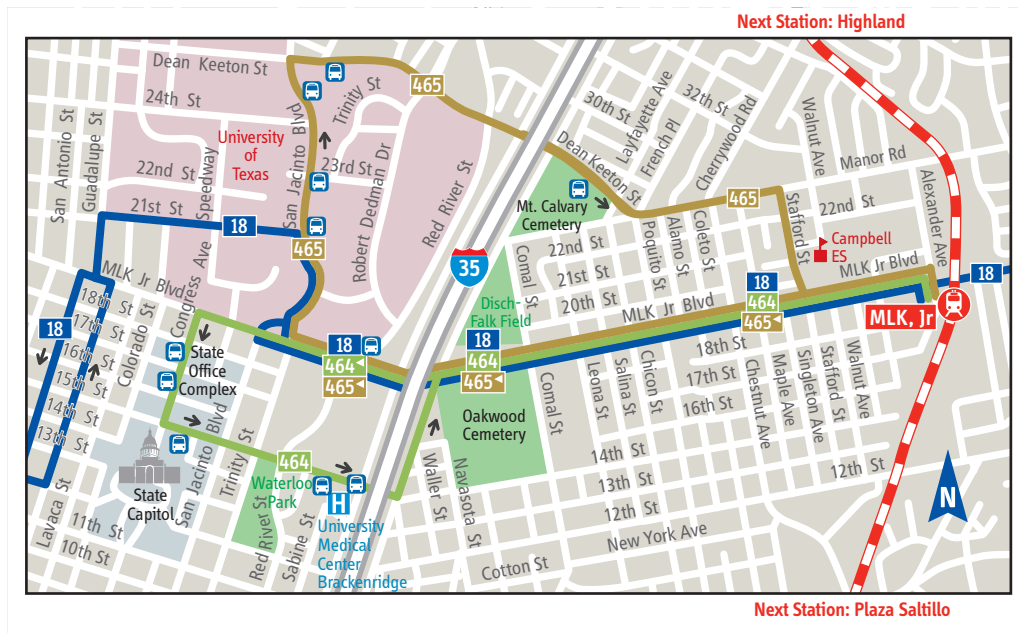 Next Station: Highland
Dean Keeton St
24th St
Trinity St
465
30th St
Layfayette Ave
32th St
French Pl
Cherrywood Rd
Walnut Ave
Manor Rd
San Antonio St
Guadalupe St
University
of
Texas
San Jacinto Blvd
23rd St
Robert Dedman Dr
Red River St
Dean Keeton St
22nd St
Speedway
21st St
18
465
Mt. Calvary
Cemetery
465
Stafford St
22nd St
Alexander Ave
Campbell
ES
22nd St
Poquito St
Alamo St
Coleto St
35
Comal St
21st St
20th St
MLK Jr Blvd
18
MLK Jr Blvd
Congress Ave
18th St
17th St
16th St
15th St
14th St
13th St
18
Colorado St
Disch-
Falk Field
MLK Jr Blvd
18
464
465
MLK, Jr
State
Office
Complex
18
464
465
18
464
465
18th St
17th St
16th St
Leona St
Salina St
Chicon St
Chestnut Ave
Maple Ave
Singleton Ave
Stafford St
Walnut Ave
Oakwood
Cemetery
Comal St
San Jacinto Blvd
Trinity St
464
Waterloo
Park
H
University
Medical
Center
Brackenridge
State
Capitol
Lavaca St
11th St
10th St
Red River St
Sabine St
Waller St
Navasota St
14th St
13th St
12th St
12th St
New York Ave
Cotton St
N
Next Station: Plaza Saltillo